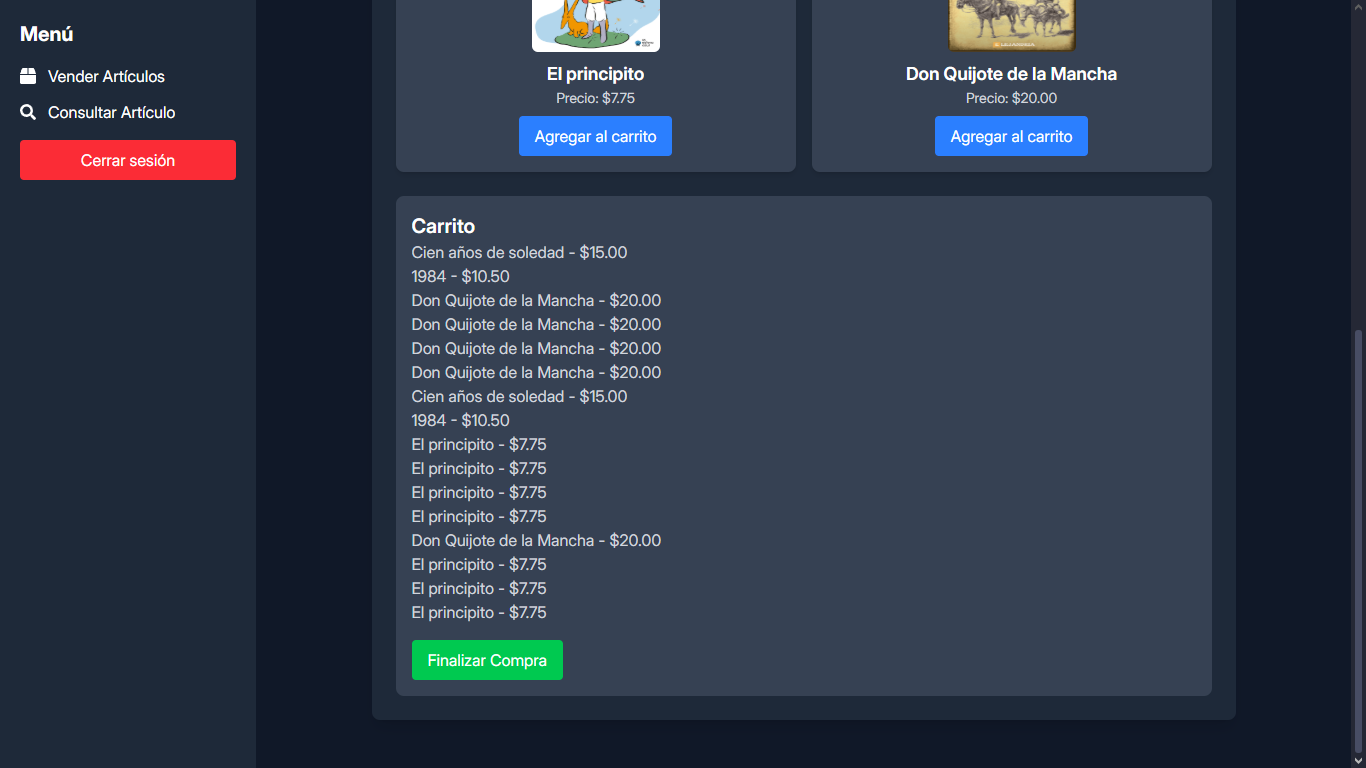 Menú
Vender Artículos
Consultar Artículo
Cerrar sesión
El principito
Precio: $7.75
Agregar al carrito
Don Quijote de la Mancha
Precio: $20.00
Agregar al carrito
Carrito
Cien años de soledad - $15.00
1984 - $10.50
Don Quijote de la Mancha - $20.00
Don Quijote de la Mancha - $20.00
Don Quijote de la Mancha - $20.00
Don Quijote de la Mancha - $20.00
Cien años de soledad - $15.00
1984 - $10.50
El principito - $7.75
El principito - $7.75
El principito - $7.75
El principito - $7.75
Don Quijote de la Mancha - $20.00
El principito - $7.75
El principito - $7.75
El principito - $7.75
Finalizar Compra